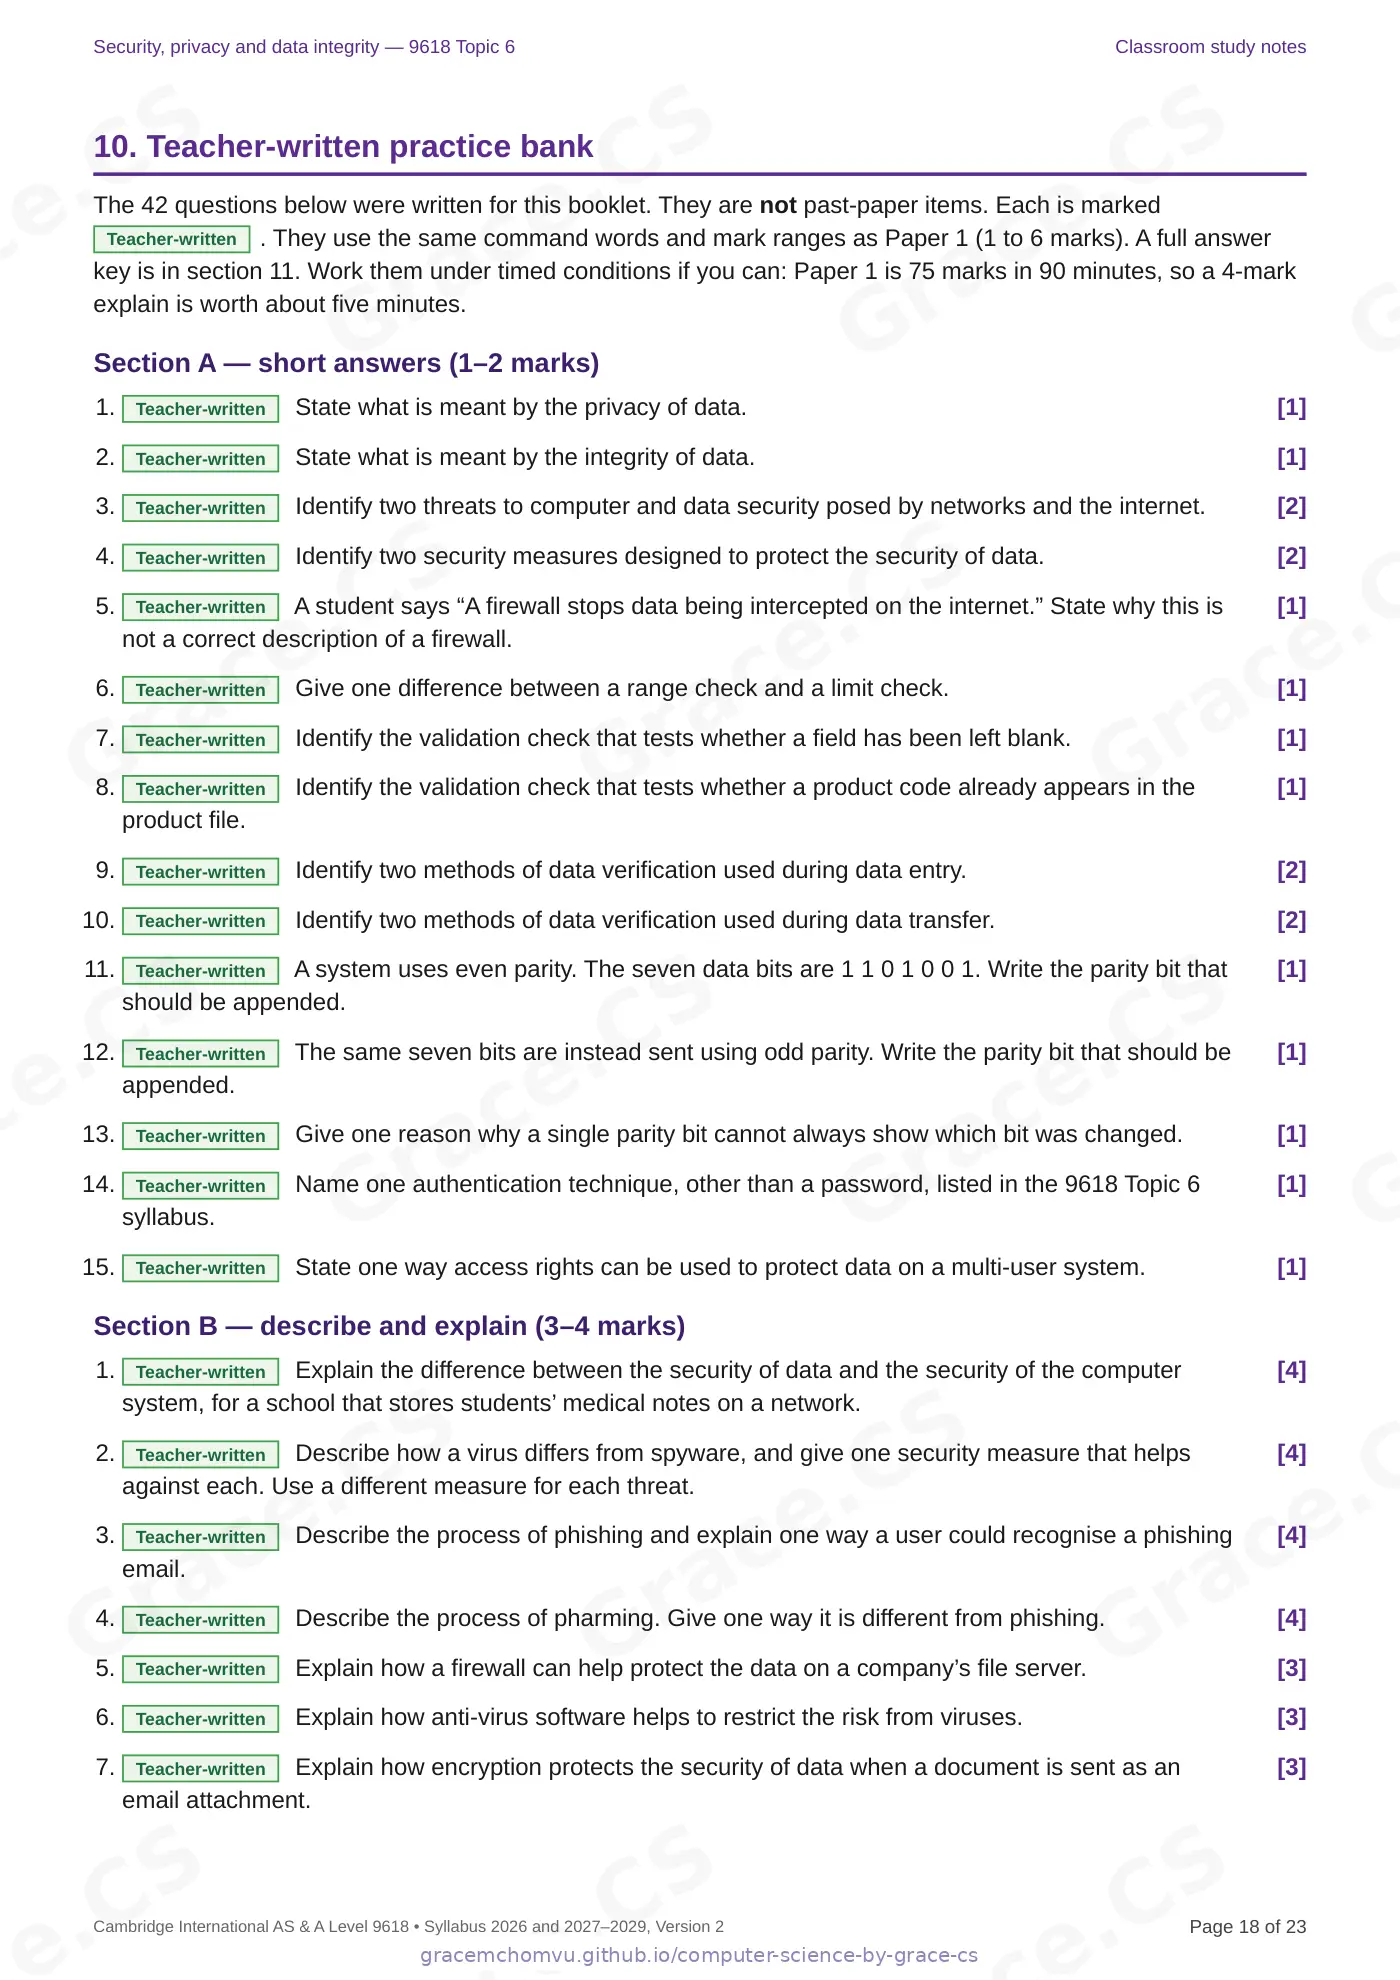 Security, privacy and data integrity — 9618 Topic 6
Classroom study notes
10. Teacher-written practice bank
The 42 questions below were written for this booklet. They are not past-paper items. Each is marked
Teacher-written . They use the same command words and mark ranges as Paper 1 (1 to 6 marks). A full answer
key is in section 11. Work them under timed conditions if you can: Paper 1 is 75 marks in 90 minutes, so a 4-mark
explain is worth about five minutes.
Section A — short answers (1–2 marks)
1. Teacher-written State what is meant by the privacy of data. [1]
2. Teacher-written State what is meant by the integrity of data. [1]
3. Teacher-written Identify two threats to computer and data security posed by networks and the internet. [2]
4. Teacher-written Identify two security measures designed to protect the security of data. [2]
5. Teacher-written A student says “A firewall stops data being intercepted on the internet.” State why this is [1]
not a correct description of a firewall.
6. Teacher-written Give one difference between a range check and a limit check. [1]
7. Teacher-written Identify the validation check that tests whether a field has been left blank. [1]
8. Teacher-written Identify the validation check that tests whether a product code already appears in the [1]
product file.
9. Teacher-written Identify two methods of data verification used during data entry. [2]
10. Teacher-written Identify two methods of data verification used during data transfer. [2]
11. Teacher-written A system uses even parity. The seven data bits are 1 1 0 1 0 0 1. Write the parity bit that [1]
should be appended.
12. Teacher-written The same seven bits are instead sent using odd parity. Write the parity bit that should be [1]
appended.
13. Teacher-written Give one reason why a single parity bit cannot always show which bit was changed. [1]
14. Teacher-written Name one authentication technique, other than a password, listed in the 9618 Topic 6 [1]
syllabus.
15. Teacher-written State one way access rights can be used to protect data on a multi-user system. [1]
Section B — describe and explain (3–4 marks)
1. Teacher-written Explain the difference between the security of data and the security of the computer [4]
system, for a school that stores students’ medical notes on a network.
2. Teacher-written Describe how a virus differs from spyware, and give one security measure that helps [4]
against each. Use a different measure for each threat.
3. Teacher-written Describe the process of phishing and explain one way a user could recognise a phishing [4]
email.
4. Teacher-written Describe the process of pharming. Give one way it is different from phishing. [4]
5. Teacher-written Explain how a firewall can help protect the data on a company’s file server. [3]
6. Teacher-written Explain how anti-virus software helps to restrict the risk from viruses. [3]
7. Teacher-written Explain how encryption protects the security of data when a document is sent as an [3]
email attachment.
Cambridge International AS & A Level 9618 • Syllabus 2026 and 2027–2029, Version 2
Page 18 of 23
gracemchomvu.github.io/computer-science-by-grace-cs